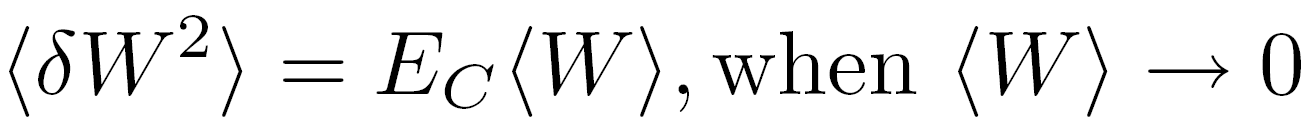 ⟨δW²⟩ = E_C⟨W⟩, when ⟨W⟩ → 0